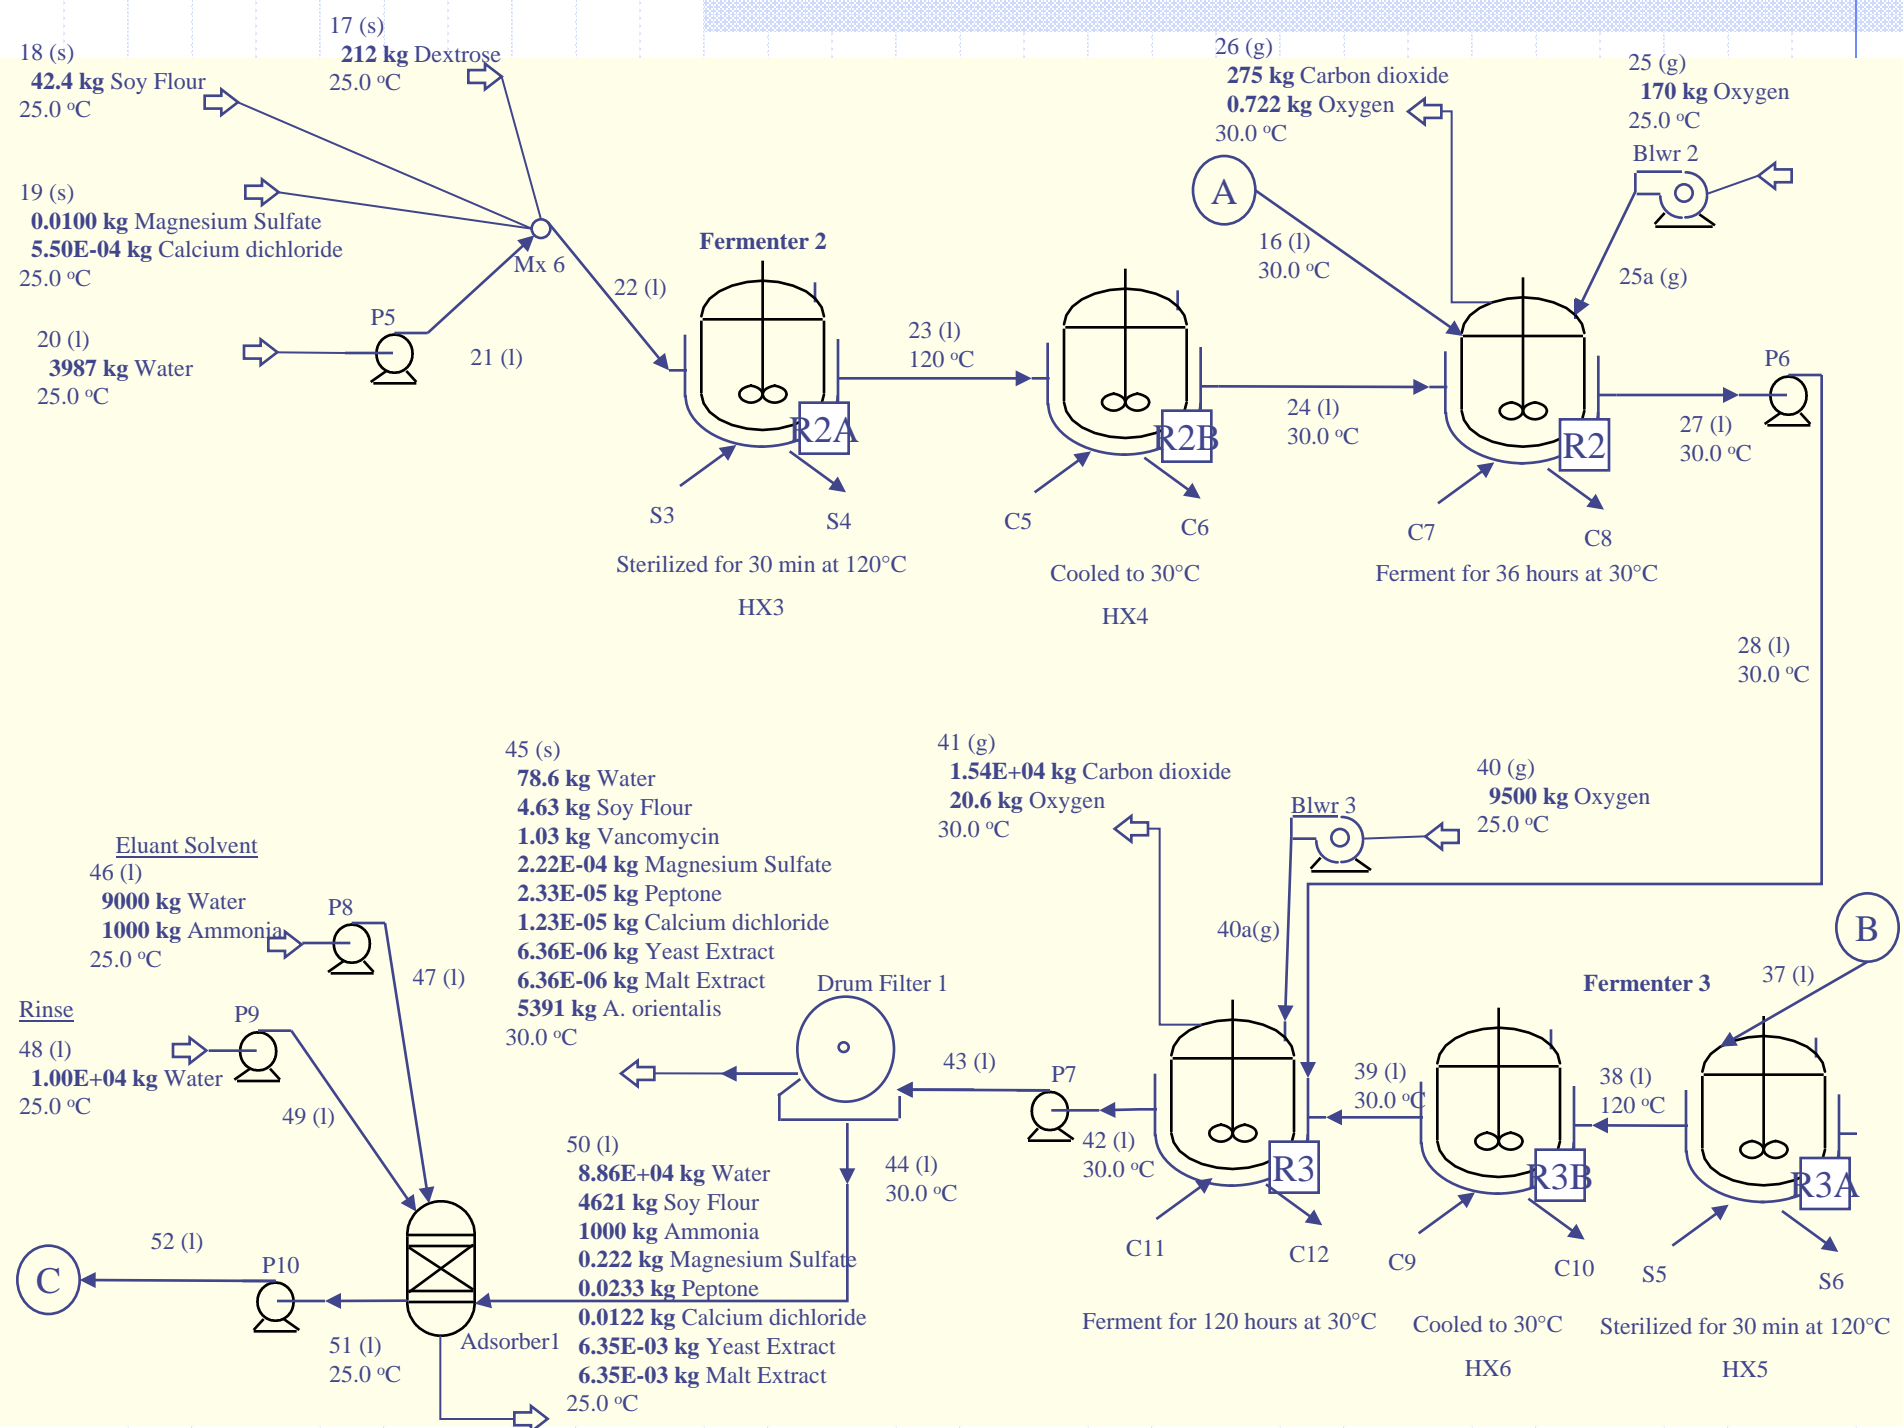 17 (s)
212 kg Dextrose
25.0 °C
18 (s)
42.4 kg Soy Flour
25.0 °C
26 (g)
275 kg Carbon dioxide
0.722 kg Oxygen
30.0 °C
25 (g)
170 kg Oxygen
25.0 °C
Blwr 2
A
19 (s)
0.0100 kg Magnesium Sulfate
5.50E-04 kg Calcium dichloride
25.0 °C
Mx 6
Fermenter 2
16 (l)
30.0 °C
25a (g)
22 (l)
P5
20 (l)
3987 kg Water
25.0 °C
21 (l)
23 (l)
120 °C
24 (l)
30.0 °C
P6
27 (l)
30.0 °C
R2A
R2B
R2
S3
S4
C5
C6
C7
C8
Sterilized for 30 min at 120°C
HX3
Cooled to 30°C
HX4
Ferment for 36 hours at 30°C
28 (l)
30.0 °C
45 (s)
78.6 kg Water
4.63 kg Soy Flour
1.03 kg Vancomycin
2.22E-04 kg Magnesium Sulfate
2.33E-05 kg Peptone
1.23E-05 kg Calcium dichloride
6.36E-06 kg Yeast Extract
6.36E-06 kg Malt Extract
5391 kg A. orientalis
30.0 °C
41 (g)
1.54E+04 kg Carbon dioxide
20.6 kg Oxygen
30.0 °C
40 (g)
9500 kg Oxygen
25.0 °C
Blwr 3
40a(g)
B
37 (l)
Fermenter 3
Eluant Solvent
46 (l)
9000 kg Water
1000 kg Ammonia
25.0 °C
P8
47 (l)
Rinse
48 (l)
1.00E+04 kg Water
25.0 °C
P9
49 (l)
Drum Filter 1
43 (l)
P7
42 (l)
30.0 °C
39 (l)
30.0 °C
38 (l)
120 °C
R3
R3B
R3A
44 (l)
30.0 °C
50 (l)
8.86E+04 kg Water
4621 kg Soy Flour
1000 kg Ammonia
0.222 kg Magnesium Sulfate
0.0233 kg Peptone
0.0122 kg Calcium dichloride
6.35E-03 kg Yeast Extract
6.35E-03 kg Malt Extract
25.0 °C
C11
C12
C9
C10
S5
S6
Ferment for 120 hours at 30°C
Cooled to 30°C
HX6
Sterilized for 30 min at 120°C
HX5
52 (l)
C
P10
51 (l)
25.0 °C
Adsorber1